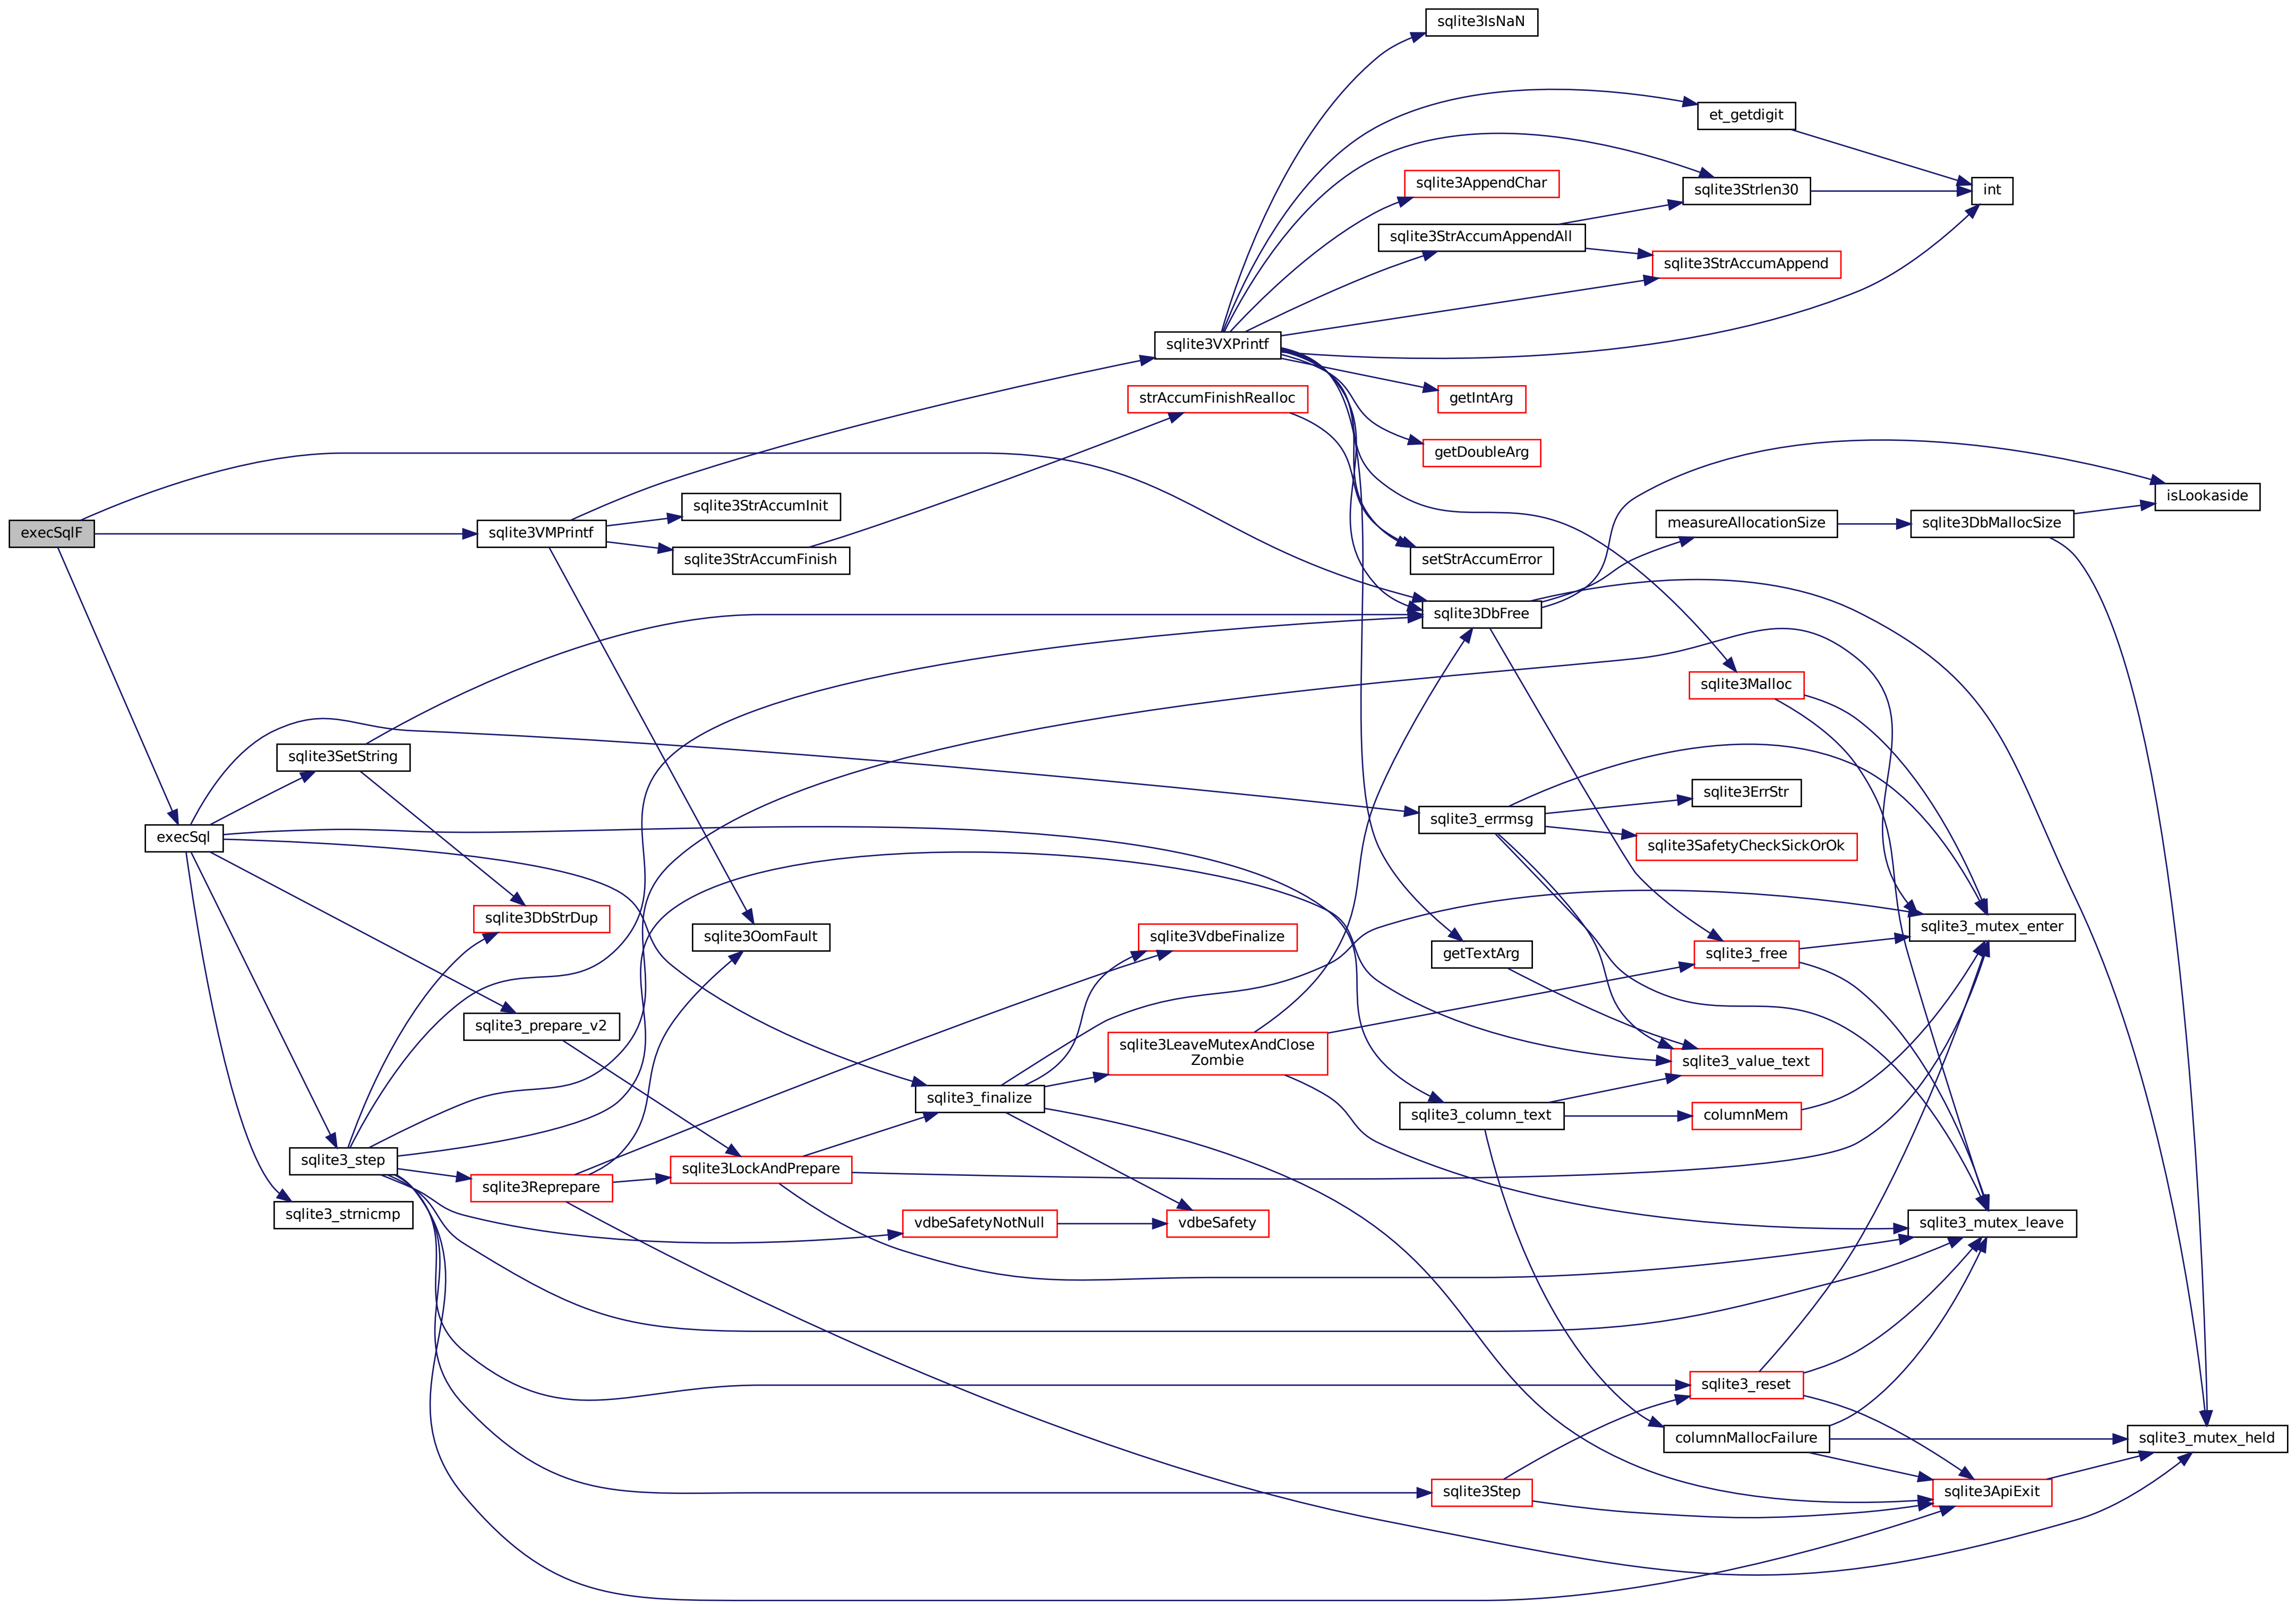 sqlite3IsNaN
et_getdigit
sqlite3AppendChar
sqlite3Strlen30
int
sqlite3StrAccumAppendAll
sqlite3StrAccumAppend
sqlite3VXPrintf
strAccumFinishRealloc
getIntArg
getDoubleArg
isLookaside
sqlite3StrAccumInit
measureAllocationSize
sqlite3DbMallocSize
execSqlF
sqlite3VMPrintf
sqlite3StrAccumFinish
setStrAccumError
sqlite3DbFree
sqlite3Malloc
sqlite3SetString
sqlite3ErrStr
sqlite3_errmsg
execSql
sqlite3SafetyCheckSickOrOk
sqlite3DbStrDup
sqlite3_mutex_enter
sqlite3OomFault
sqlite3VdbeFinalize
getTextArg
sqlite3_free
sqlite3_prepare_v2
sqlite3LeaveMutexAndClose
Zombie
sqlite3_value_text
sqlite3_finalize
sqlite3_column_text
columnMem
sqlite3_step
sqlite3LockAndPrepare
sqlite3Reprepare
sqlite3_strnicmp
vdbeSafetyNotNull
vdbeSafety
sqlite3_mutex_leave
sqlite3_reset
columnMallocFailure
sqlite3_mutex_held
sqlite3Step
sqlite3ApiExit